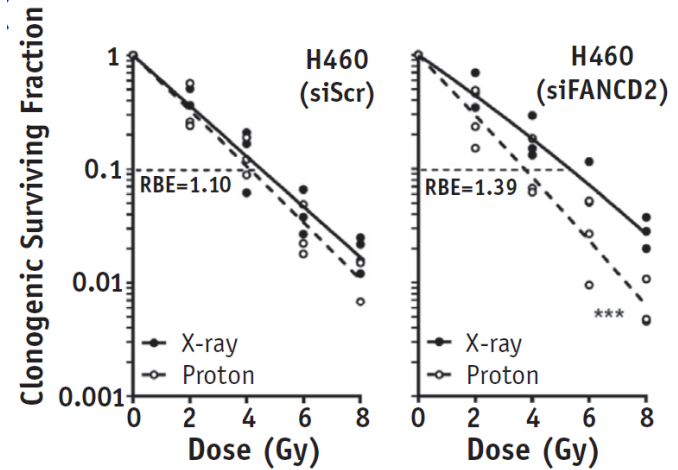 Clonogenic Surviving Fraction
H460
(siScr)
1
0.1
0.01
0.001
RBE=1.10
X-ray
Proton
0 2 4 6 8
Dose (Gy)
H460
(siFANCD2)
RBE=1.39
***
X-ray
Proton
0 2 4 6 8
Dose (Gy)